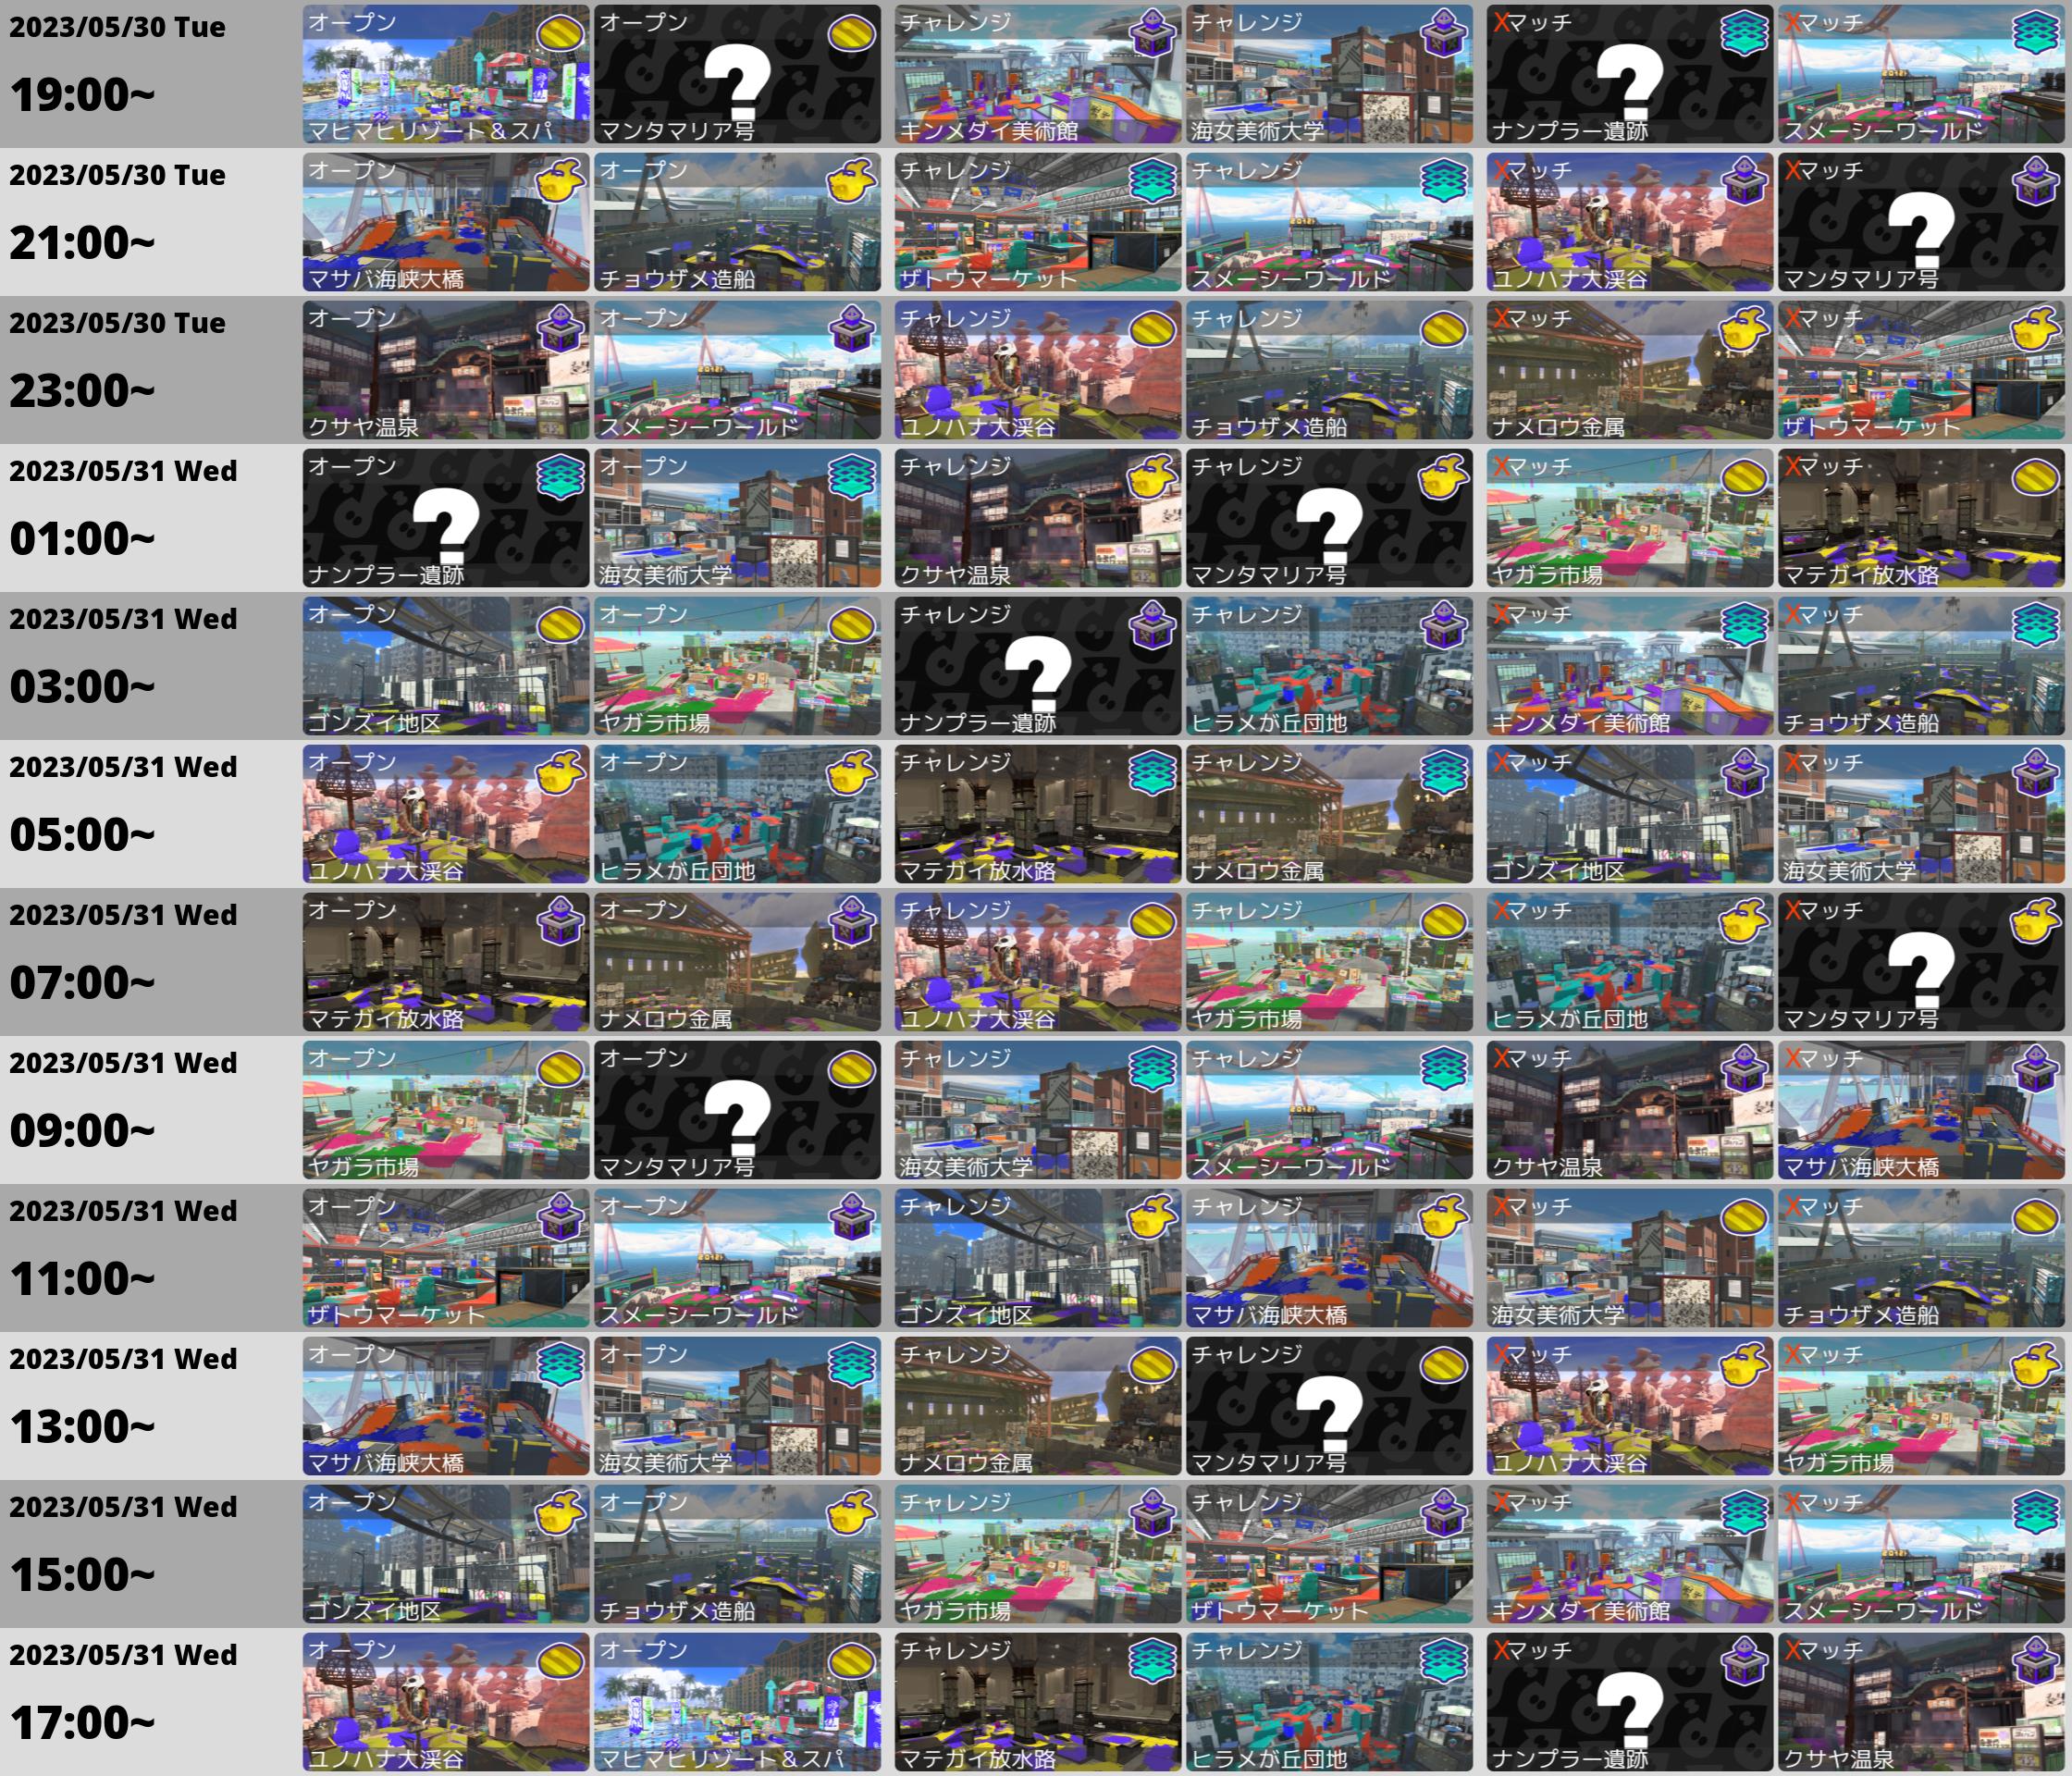 2023/05/30 Tue
19:00~
オープン
マヒマヒリゾート＆スパ
オープン
マンタマリア号
チャレンジ
キンメダイ美術館
チャレンジ
海女美術大学
Xマッチ
ナンプラー遺跡
Xマッチ
スメーシーワールド
2023/05/30 Tue
21:00~
オープン
マサバ海峡大橋
オープン
チョウザメ造船
チャレンジ
ザトウマーケット
チャレンジ
スメーシーワールド
Xマッチ
ユノハナ大渓谷
Xマッチ
マンタマリア号
2023/05/30 Tue
23:00~
オープン
クサヤ温泉
オープン
スメーシーワールド
チャレンジ
ユノハナ大渓谷
チャレンジ
チョウザメ造船
Xマッチ
ナメロウ金属
Xマッチ
ザトウマーケット
2023/05/31 Wed
01:00~
オープン
ナンプラー遺跡
オープン
海女美術大学
チャレンジ
クサヤ温泉
チャレンジ
マンタマリア号
Xマッチ
ヤガラ市場
Xマッチ
マテガイ放水路
2023/05/31 Wed
03:00~
オープン
ゴンズイ地区
オープン
ヤガラ市場
チャレンジ
ナンプラー遺跡
チャレンジ
ヒラメが丘団地
Xマッチ
キンメダイ美術館
Xマッチ
チョウザメ造船
2023/05/31 Wed
05:00~
オープン
ユノハナ大渓谷
オープン
ヒラメが丘団地
チャレンジ
マテガイ放水路
チャレンジ
ナメロウ金属
Xマッチ
ゴンズイ地区
Xマッチ
海女美術大学
2023/05/31 Wed
07:00~
オープン
マテガイ放水路
オープン
ナメロウ金属
チャレンジ
ユノハナ大渓谷
チャレンジ
ヤガラ市場
Xマッチ
ヒラメが丘団地
Xマッチ
マンタマリア号
2023/05/31 Wed
09:00~
オープン
ヤガラ市場
オープン
マンタマリア号
チャレンジ
海女美術大学
チャレンジ
スメーシーワールド
Xマッチ
クサヤ温泉
Xマッチ
マサバ海峡大橋
2023/05/31 Wed
11:00~
オープン
ザトウマーケット
オープン
スメーシーワールド
チャレンジ
ゴンズイ地区
チャレンジ
マサバ海峡大橋
Xマッチ
海女美術大学
Xマッチ
チョウザメ造船
2023/05/31 Wed
13:00~
オープン
マサバ海峡大橋
オープン
海女美術大学
チャレンジ
ナメロウ金属
チャレンジ
マンタマリア号
Xマッチ
ユノハナ大渓谷
Xマッチ
ヤガラ市場
2023/05/31 Wed
15:00~
オープン
ゴンズイ地区
オープン
チョウザメ造船
チャレンジ
ヤガラ市場
チャレンジ
ザトウマーケット
Xマッチ
キンメダイ美術館
Xマッチ
スメーシーワールド
2023/05/31 Wed
17:00~
オープン
ユノハナ大渓谷
オープン
マヒマヒリゾート＆スパ
チャレンジ
マテガイ放水路
チャレンジ
ヒラメが丘団地
Xマッチ
ナンプラー遺跡
Xマッチ
クサヤ温泉